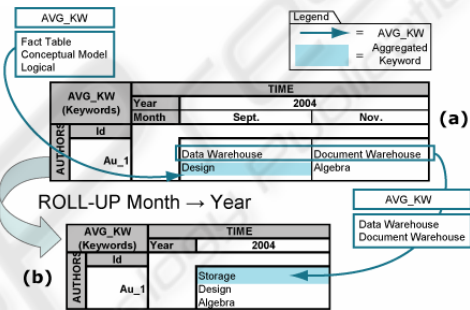 AVG_KW
Fact Table
Conceptual Model
Logical
Legend
= AVG_KW
= Aggregated
Keyword
AVG_KW
(Keywords)
TIME
Year 2004
Month Sept. Nov.
(a)
AUTHORS
Id
Au_1
Data Warehouse Document Warehouse
Design Algebra
ROLL-UP Month → Year
AVG_KW
Data Warehouse
Document Warehouse
(b)
AVG_KW
(Keywords)
TIME
Year 2004
AUTHORS
Id
Au_1
Storage
Design
Algebra